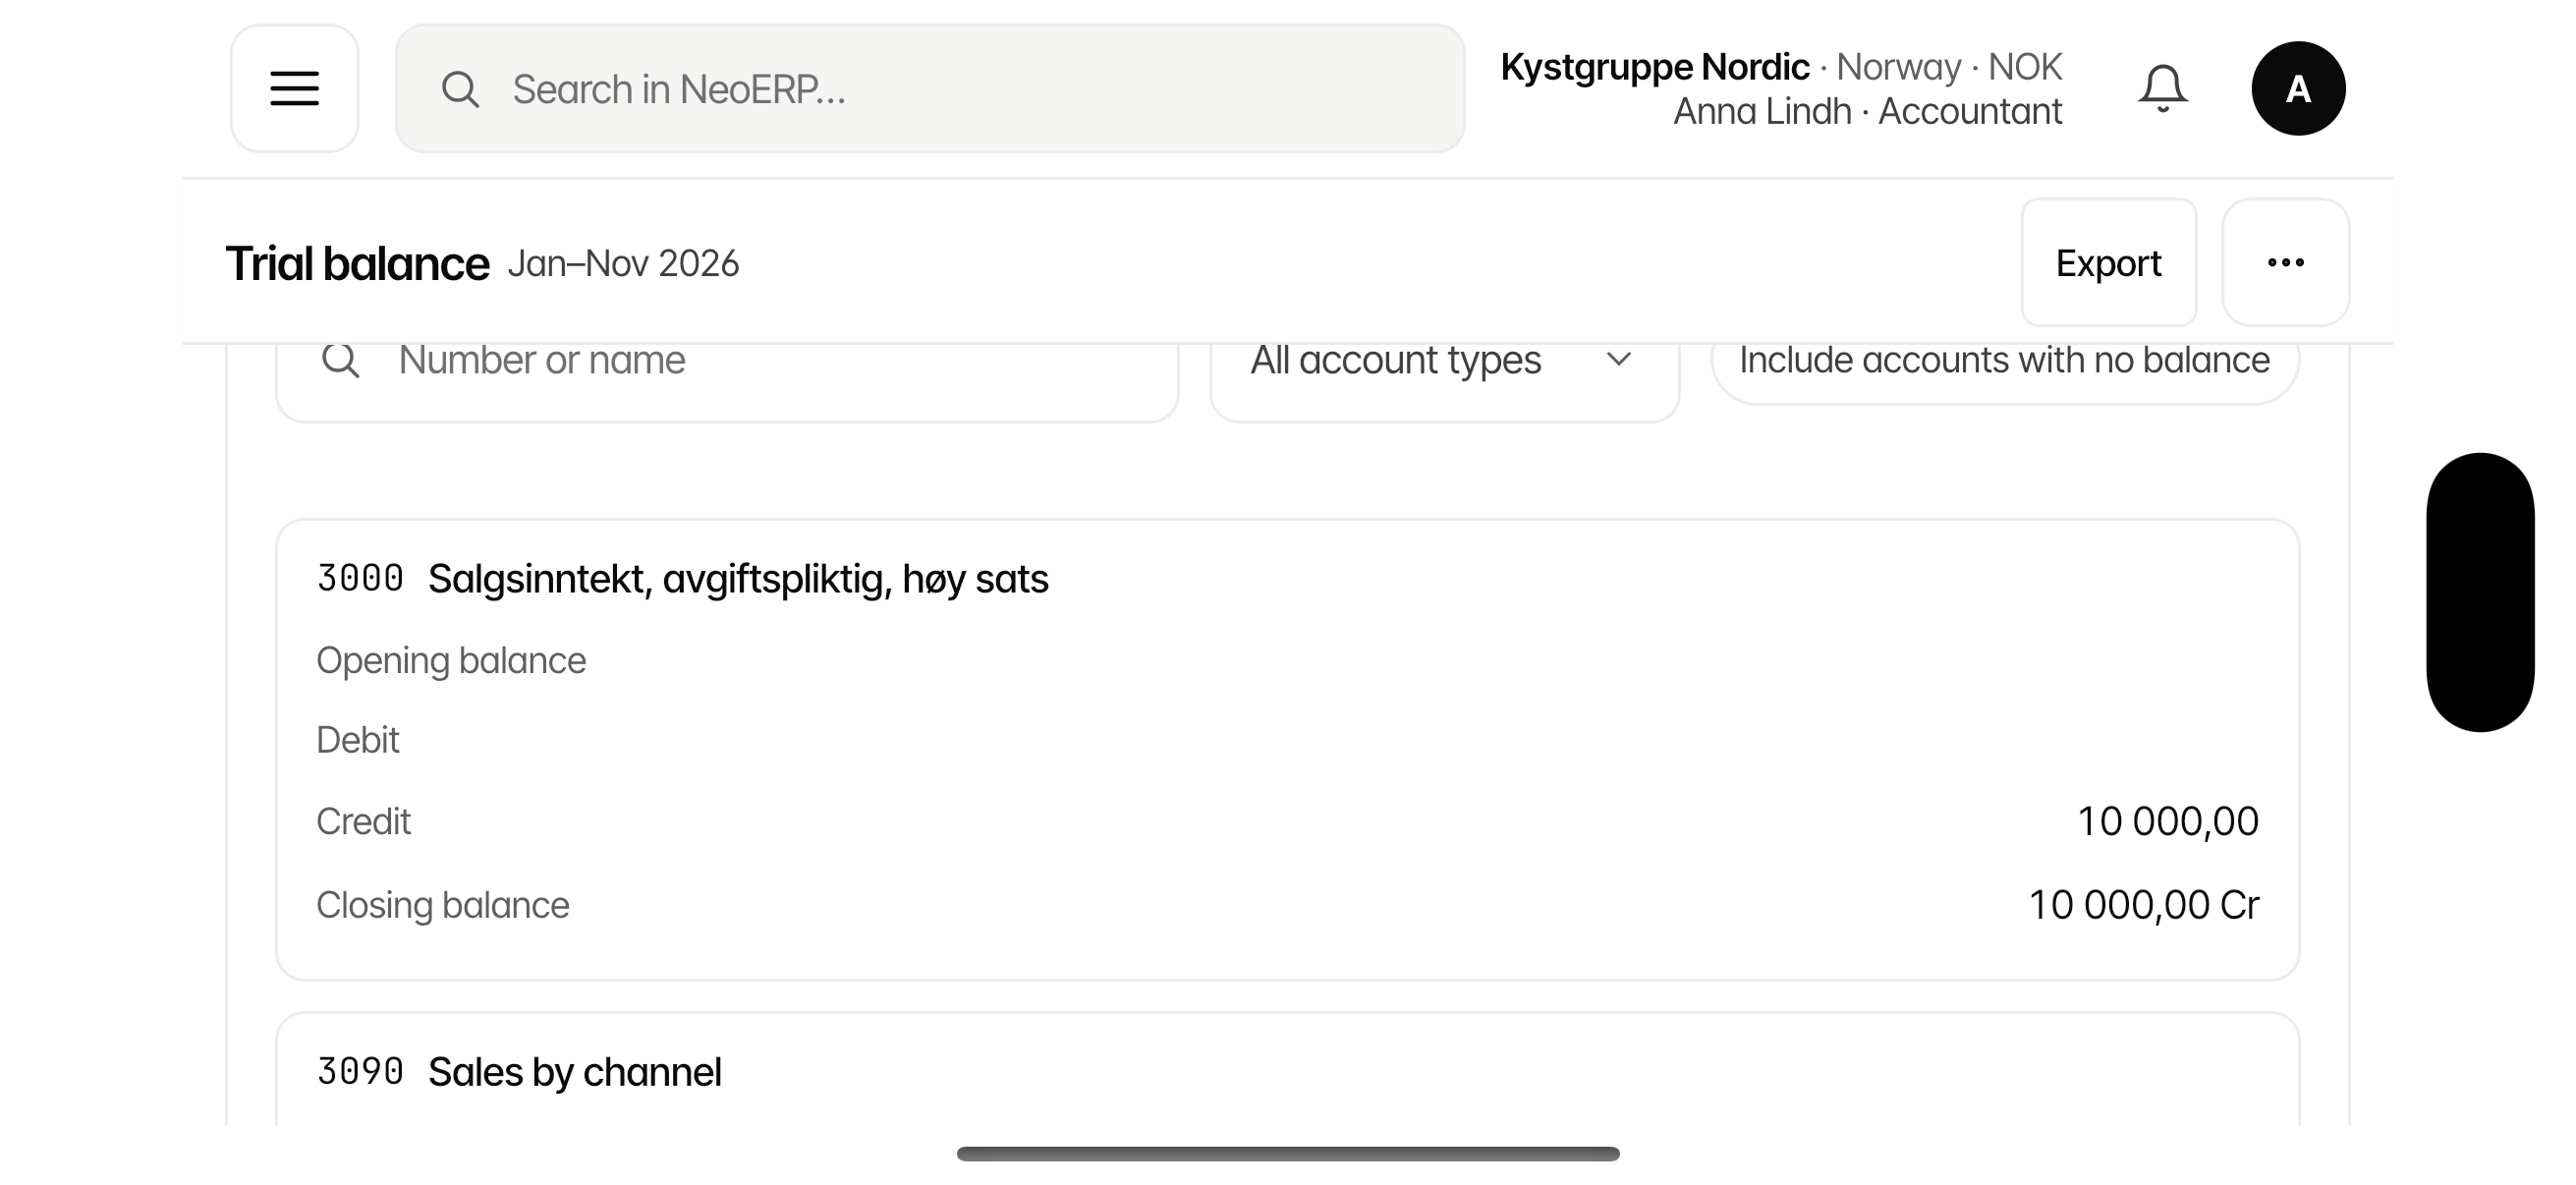 Search in NeoERP...
Kystgruppe Nordic · Norway · NOK
Anna Lindh · Accountant
A
Trial balance Jan–Nov 2026
Export
Number or name
All account types
Include accounts with no balance
3000 Salgsinntekt, avgiftspliktig, høy sats
Opening balance
Debit
Credit 10 000,00
Closing balance 10 000,00 Cr
3090 Sales by channel